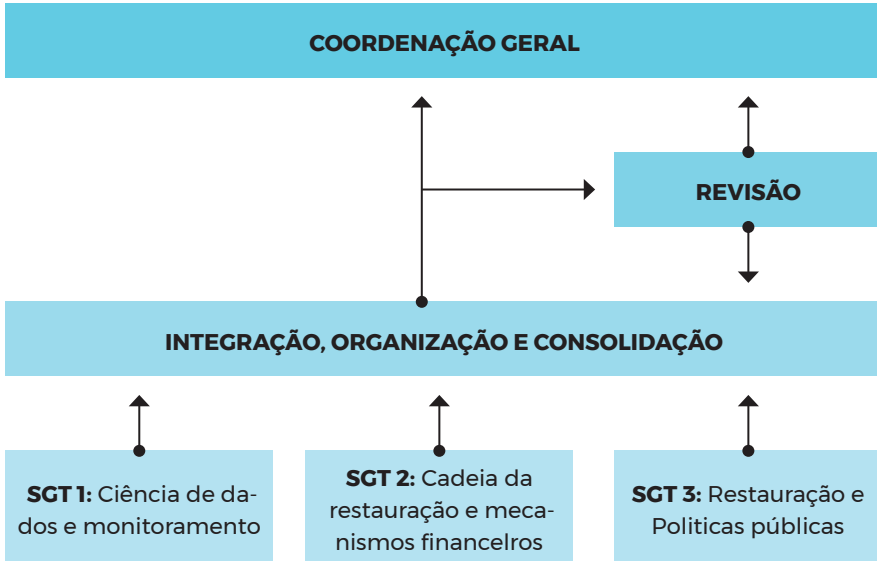 COORDENAÇÃO GERAL
REVISÃO
INTEGRAÇÃO, ORGANIZAÇÃO E CONSOLIDAÇÃO
SGT 1: Ciência de da-
dos e monitoramento
SGT 2: Cadeia da
restauração e meca-
nismos financelros
SGT 3: Restauração e
Politicas públicas